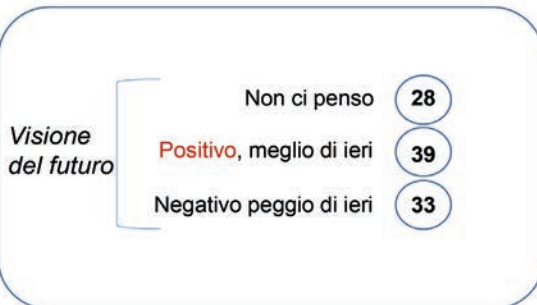 Visione
del futuro
Non ci penso 28
Positivo, meglio di ieri 39
Negativo peggio di ieri 33